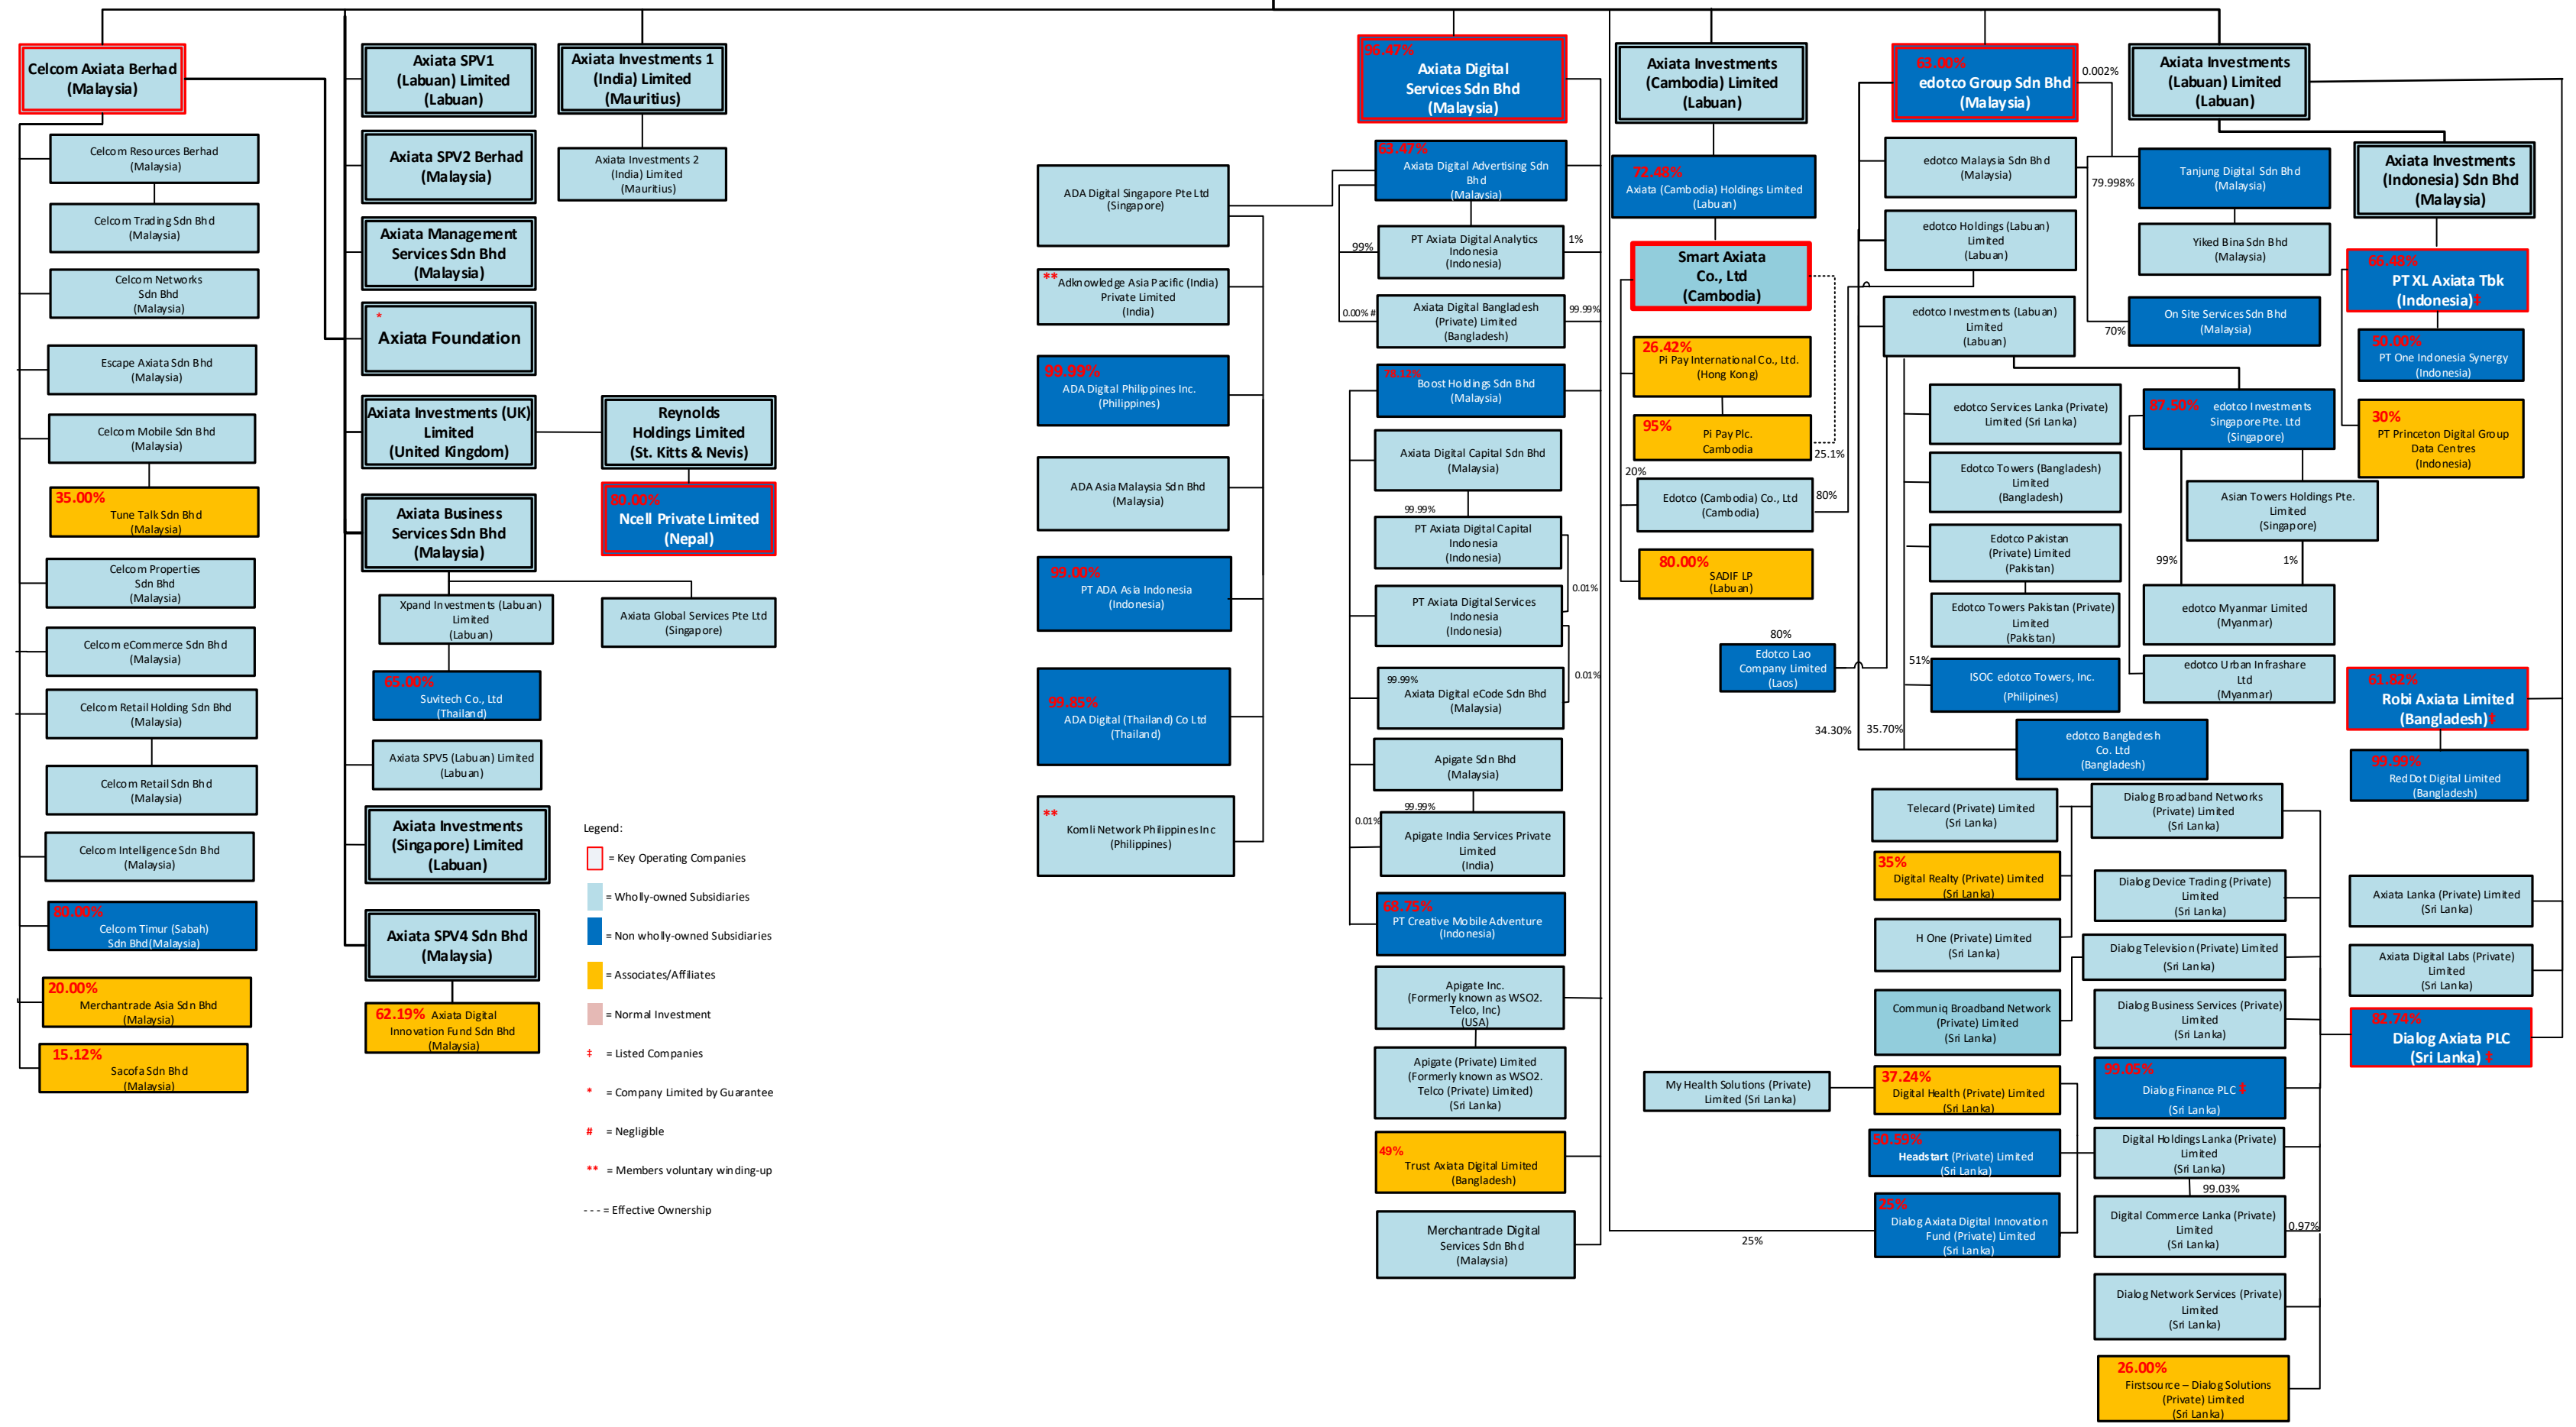 Celcom Axiata Berhad
(Malaysia)
Celcom Resources Berhad
(Malaysia)
Celcom Trading Sdn Bhd
(Malaysia)
Celcom Networks
Sdn Bhd
(Malaysia)
Escape Axiata Sdn Bhd
(Malaysia)
Celcom Mobile Sdn Bhd
(Malaysia)
35.00%
Tune Talk Sdn Bhd
(Malaysia)
Celcom Properties
Sdn Bhd
(Malaysia)
Celcom eCommerce Sdn Bhd
(Malaysia)
Celcom Retail Holding Sdn Bhd
(Malaysia)
Celcom Retail Sdn Bhd
(Malaysia)
Celcom Intelligence Sdn Bhd
(Malaysia)
80.00%
Celcom Timur (Sabah)
Sdn Bhd(Malaysia)
20.00%
Merchantrade Asia Sdn Bhd
(Malaysia)
15.12%
Sacofa Sdn Bhd
(Malaysia)
Axiata SPV1
(Labuan) Limited
(Labuan)
Axiata SPV2 Berhad
(Malaysia)
Axiata Management
Services Sdn Bhd
(Malaysia)
*
Axiata Foundation
Axiata Investments (UK)
Limited
(United Kingdom)
Axiata Business
Services Sdn Bhd
(Malaysia)
Xpand Investments (Labuan)
Limited
(Labuan)
65.00%
Suvitech Co., Ltd
(Thailand)
Axiata SPV5 (Labuan) Limited
(Labuan)
Axiata Investments
(Singapore) Limited
(Labuan)
Axiata SPV4 Sdn Bhd
(Malaysia)
62.19% Axiata Digital
Innovation Fund Sdn Bhd
(Malaysia)
Axiata Investments 1
(India) Limited
(Mauritius)
Axiata Investments 2
(India) Limited
(Mauritius)
Reynolds
Holdings Limited
(St. Kitts & Nevis)
80.00%
Ncell Private Limited
(Nepal)
Axiata Global Services Pte Ltd
(Singapore)
Legend:
= Key Operating Companies
= Wholly-owned Subsidiaries
= Non wholly-owned Subsidiaries
= Associates/Affiliates
= Normal Investment
‡ = Listed Companies
* = Company Limited by Guarantee
# = Negligible
** = Members voluntary winding-up
- - - = Effective Ownership
ADA Digital Singapore Pte Ltd
(Singapore)
**
Adknowledge Asia Pacific (India)
Private Limited
(India)
99.99%
ADA Digital Philippines Inc.
(Philippines)
ADA Asia Malaysia Sdn Bhd
(Malaysia)
99.00%
PT ADA Asia Indonesia
(Indonesia)
99.85%
ADA Digital (Thailand) Co Ltd
(Thailand)
**
Komli Network Philippines Inc
(Philippines)
96.47%
Axiata Digital
Services Sdn Bhd
(Malaysia)
63.47%
Axiata Digital Advertising Sdn
Bhd
(Malaysia)
99%
PT Axiata Digital Analytics
Indonesia
(Indonesia)
1%
0.00% #
Axiata Digital Bangladesh
(Private) Limited
(Bangladesh)
99.99%
78.12%
Boost Holdings Sdn Bhd
(Malaysia)
Axiata Digital Capital Sdn Bhd
(Malaysia)
99.99%
PT Axiata Digital Capital
Indonesia
(Indonesia)
0.01%
PT Axiata Digital Services
Indonesia
(Indonesia)
0.01%
99.99%
Axiata Digital eCode Sdn Bhd
(Malaysia)
Apigate Sdn Bhd
(Malaysia)
99.99%
0.01%
Apigate India Services Private
Limited
(India)
68.75%
PT Creative Mobile Adventure
(Indonesia)
Apigate Inc.
(Formerly known as WSO2.
Telco, Inc)
(USA)
Apigate (Private) Limited
(Formerly known as WSO2.
Telco (Private) Limited)
(Sri Lanka)
49%
Trust Axiata Digital Limited
(Bangladesh)
Merchantrade Digital
Services Sdn Bhd
(Malaysia)
Axiata Investments
(Cambodia) Limited
(Labuan)
72.48%
Axiata (Cambodia) Holdings Limited
(Labuan)
Smart Axiata
Co., Ltd
(Cambodia)
26.42%
Pi Pay International Co., Ltd.
(Hong Kong)
95%
Pi Pay Plc.
Cambodia
25.1%
20%
Edotco (Cambodia) Co., Ltd
(Cambodia)
80%
80.00%
SADIF LP
(Labuan)
80%
Edotco Lao
Company Limited
(Laos)
63.00%
edotco Group Sdn Bhd
(Malaysia)
0.002%
edotco Malaysia Sdn Bhd
(Malaysia)
79.998%
Tanjung Digital Sdn Bhd
(Malaysia)
edotco Holdings (Labuan)
Limited
(Labuan)
Yiked Bina Sdn Bhd
(Malaysia)
edotco Investments (Labuan)
Limited
(Labuan)
70%
On Site Services Sdn Bhd
(Malaysia)
edotco Services Lanka (Private)
Limited (Sri Lanka)
Edotco Towers (Bangladesh)
Limited
(Bangladesh)
Edotco Pakistan
(Private) Limited
(Pakistan)
Edotco Towers Pakistan (Private)
Limited
(Pakistan)
51%
ISOC edotco Towers, Inc.
(Philipines)
34.30%
35.70%
edotco Bangladesh
Co. Ltd
(Bangladesh)
87.50% edotco Investments
Singapore Pte. Ltd
(Singapore)
Asian Towers Holdings Pte.
Limited
(Singapore)
99%
1%
edotco Myanmar Limited
(Myanmar)
edotco Urban Infrashare
Ltd
(Myanmar)
Axiata Investments
(Labuan) Limited
(Labuan)
Axiata Investments
(Indonesia) Sdn Bhd
(Malaysia)
66.48%
PT XL Axiata Tbk
(Indonesia)‡
50.00%
PT One Indonesia Synergy
(Indonesia)
30%
PT Princeton Digital Group
Data Centres
(Indonesia)
61.82%
Robi Axiata Limited
(Bangladesh)‡
99.99%
RedDot Digital Limited
(Bangladesh)
Axiata Lanka (Private) Limited
(Sri Lanka)
Axiata Digital Labs (Private)
Limited
(Sri Lanka)
82.74%
Dialog Axiata PLC
(Sri Lanka) ‡
Telecard (Private) Limited
(Sri Lanka)
Dialog Broadband Networks
(Private) Limited
(Sri Lanka)
35%
Digital Realty (Private) Limited
(Sri Lanka)
Dialog Device Trading (Private)
Limited
(Sri Lanka)
H One (Private) Limited
(Sri Lanka)
Dialog Television (Private) Limited
(Sri Lanka)
Communiq Broadband Network
(Private) Limited
(Sri Lanka)
Dialog Business Services (Private)
Limited
(Sri Lanka)
My Health Solutions (Private)
Limited (Sri Lanka)
37.24%
Digital Health (Private) Limited
(Sri Lanka)
99.05%
Dialog Finance PLC ‡
(Sri Lanka)
50.59%
Headstart (Private) Limited
(Sri Lanka)
Digital Holdings Lanka (Private)
Limited
(Sri Lanka)
99.03%
25%
25%
Dialog Axiata Digital Innovation
Fund (Private) Limited
(Sri Lanka)
Digital Commerce Lanka (Private)
Limited
(Sri Lanka)
0.97%
Dialog Network Services (Private)
Limited
(Sri Lanka)
26.00%
Firstsource – Dialog Solutions
(Private) Limited
(Sri Lanka)